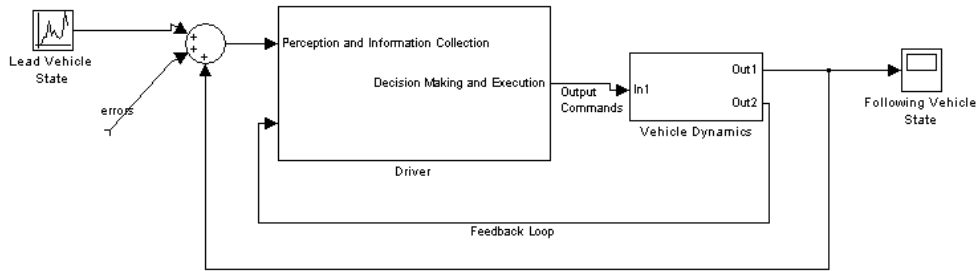 Lead Vehicle
State
errors
+
+
+
Perception and Information Collection
Decision Making and Execution
Driver
Output
Commands
In1
Out1
Out2
Vehicle Dynamics
Following Vehicle
State
Feedback Loop